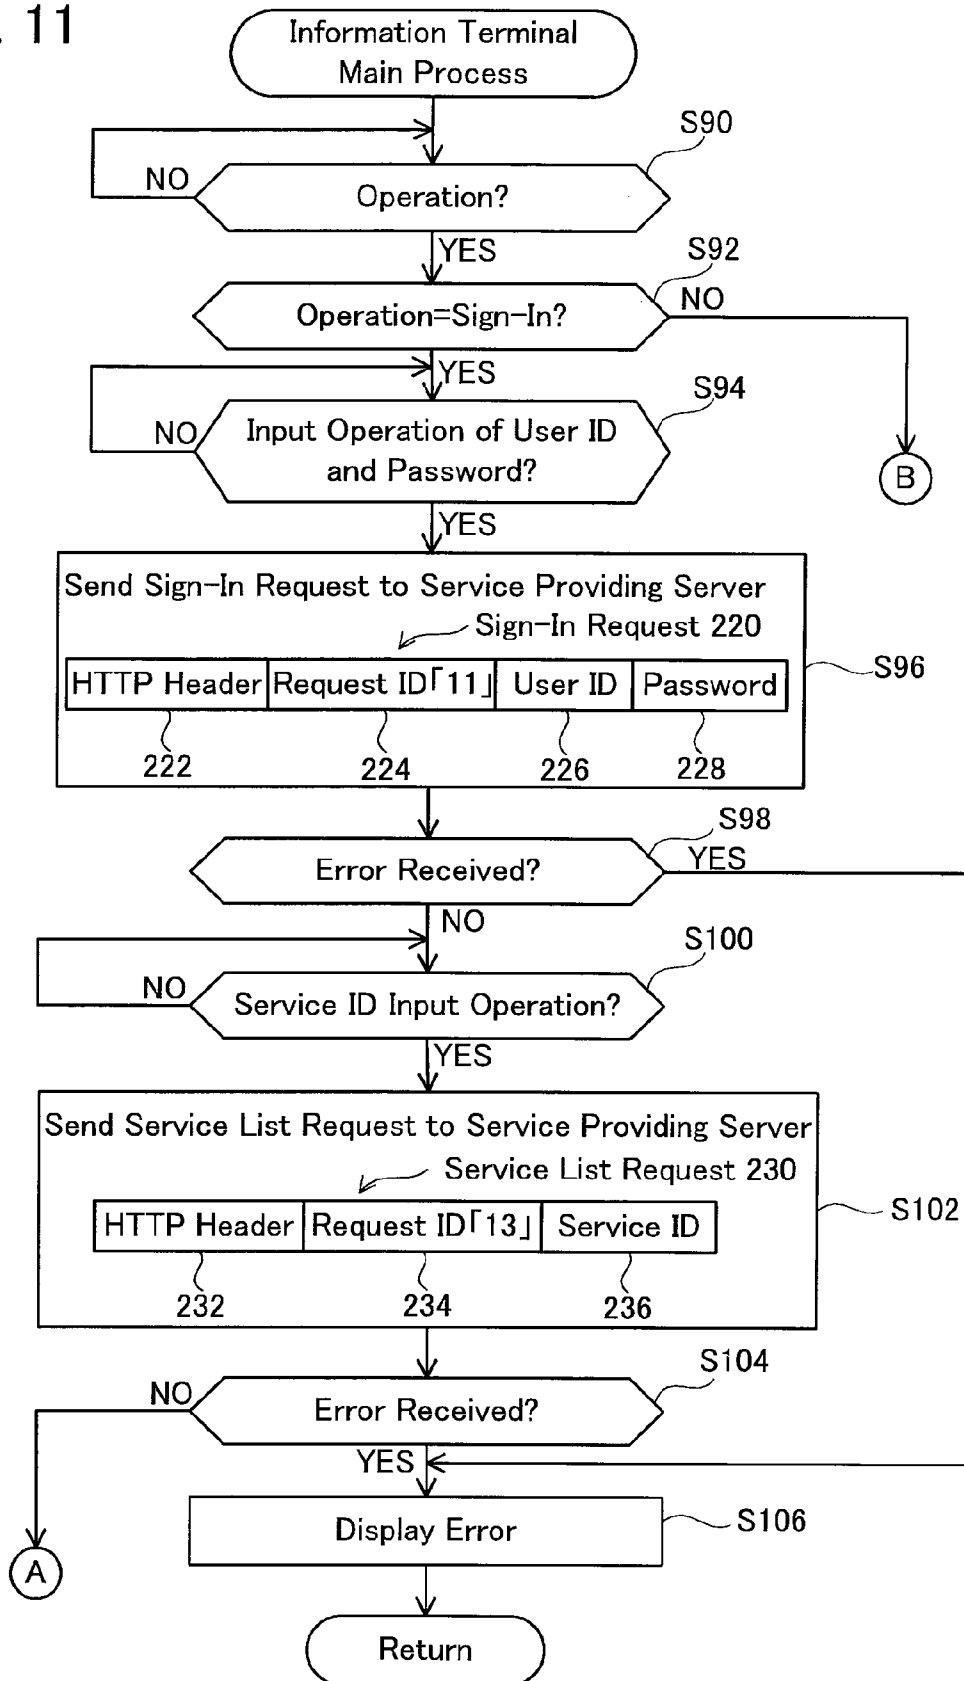 . 11
Information Terminal
Main Process
S90
NO
Operation?
YES
S92
NO
Operation=Sign-In?
YES
S94
NO
Input Operation of User ID
and Password?
B
YES
Send Sign-In Request to Service Providing Server
Sign-In Request 220
HTTP Header Request ID「11」 User ID Password
S96
222 224 226 228
S98
YES
Error Received?
NO
S100
NO
Service ID Input Operation?
YES
Send Service List Request to Service Providing Server
Service List Request 230
HTTP Header Request ID「13」 Service ID
S102
232 234 236
S104
NO
Error Received?
YES
Display Error
S106
A
Return